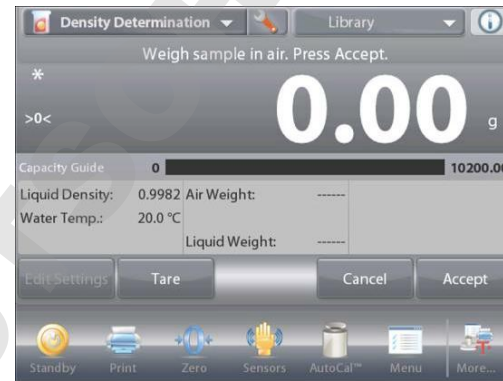 Density Determination Library
Weigh sample in air. Press Accept.
*
>0<
0.00 g
Capacity Guide 0 10200.00
Liquid Density: 0.9982 Air Weight: ------
Water Temp.: 20.0 °C
Liquid Weight: ------
Edit Settings Tare Cancel Accept
0
Standby Print Zero Sensors AutoCal™ Menu More...